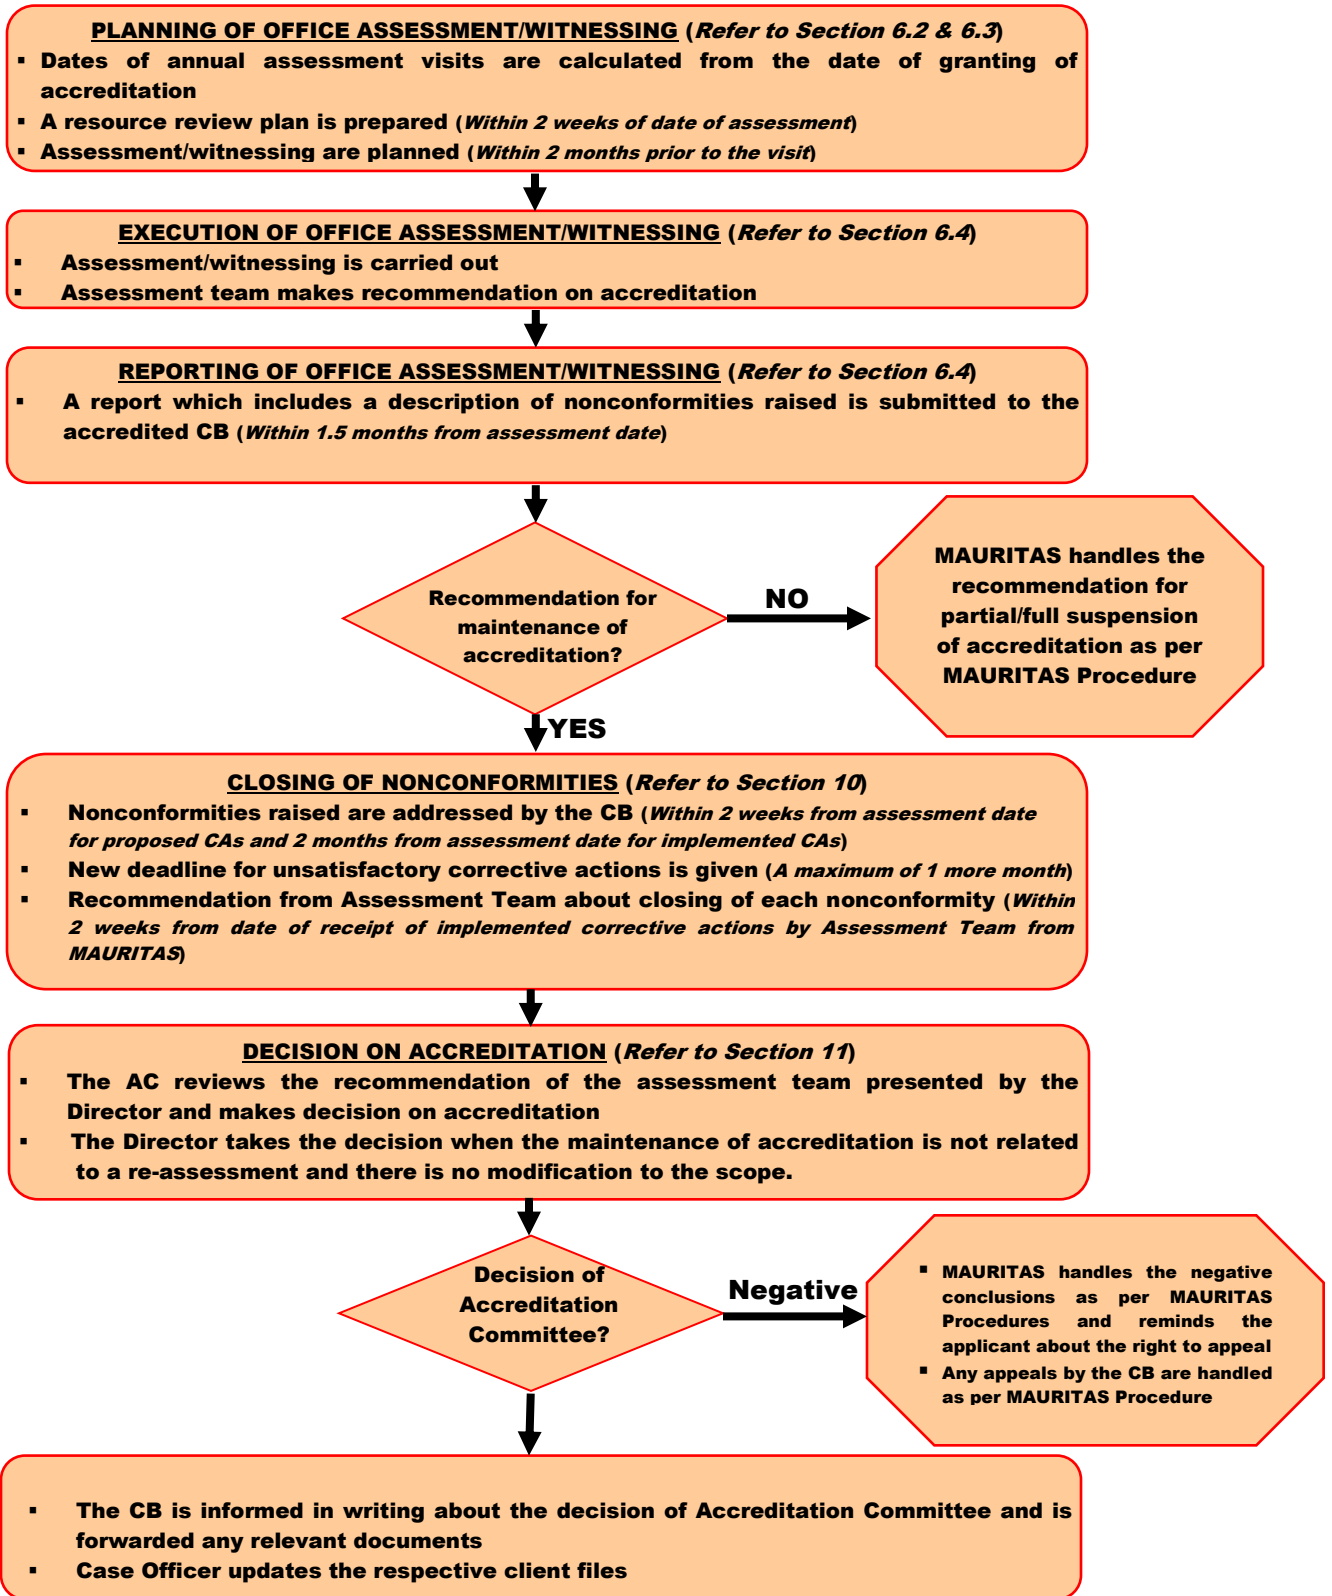 PLANNING OF OFFICE ASSESSMENT/WITNESSING (Refer to Section 6.2 & 6.3)
▪ Dates of annual assessment visits are calculated from the date of granting of
accreditation
▪ A resource review plan is prepared (Within 2 weeks of date of assessment)
▪ Assessment/witnessing are planned (Within 2 months prior to the visit)
EXECUTION OF OFFICE ASSESSMENT/WITNESSING (Refer to Section 6.4)
▪ Assessment/witnessing is carried out
▪ Assessment team makes recommendation on accreditation
REPORTING OF OFFICE ASSESSMENT/WITNESSING (Refer to Section 6.4)
▪ A report which includes a description of nonconformities raised is submitted to the
accredited CB (Within 1.5 months from assessment date)
Recommendation for
maintenance of
accreditation?
NO
MAURITAS handles the
recommendation for
partial/full suspension
of accreditation as per
MAURITAS Procedure
YES
CLOSING OF NONCONFORMITIES (Refer to Section 10)
▪ Nonconformities raised are addressed by the CB (Within 2 weeks from assessment date
for proposed CAs and 2 months from assessment date for implemented CAs)
▪ New deadline for unsatisfactory corrective actions is given (A maximum of 1 more month)
▪ Recommendation from Assessment Team about closing of each nonconformity (Within
2 weeks from date of receipt of implemented corrective actions by Assessment Team from
MAURITAS)
DECISION ON ACCREDITATION (Refer to Section 11)
▪ The AC reviews the recommendation of the assessment team presented by the
Director and makes decision on accreditation
▪ The Director takes the decision when the maintenance of accreditation is not related
to a re-assessment and there is no modification to the scope.
Decision of
Accreditation
Committee?
Negative
▪ MAURITAS handles the negative
conclusions as per MAURITAS
Procedures and reminds the
applicant about the right to appeal
▪ Any appeals by the CB are handled
as per MAURITAS Procedure
▪ The CB is informed in writing about the decision of Accreditation Committee and is
forwarded any relevant documents
▪ Case Officer updates the respective client files